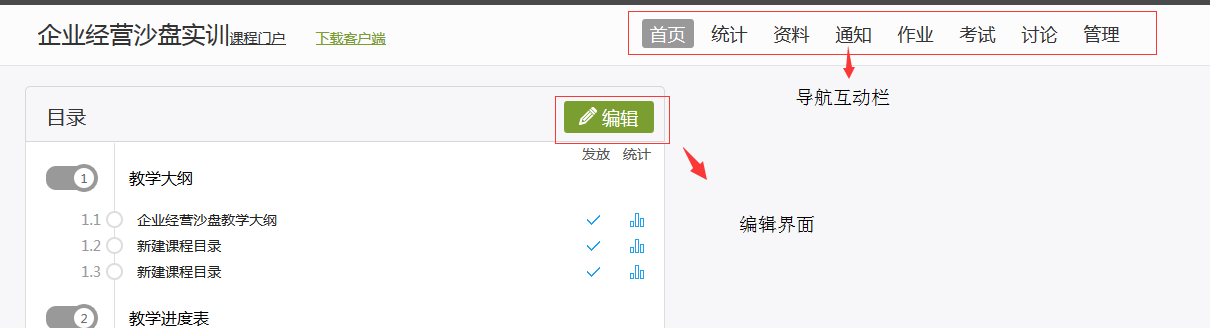 企业经营沙盘实训课程门户 下载客户端 首页 统计 资料 通知 作业 考试 讨论 管理
导航互动栏
目录 编辑
发放 统计
1 教学大纲
1.1 企业经营沙盘教学大纲
编辑界面
1.2 新建课程目录
1.3 新建课程目录
2 教学进度表